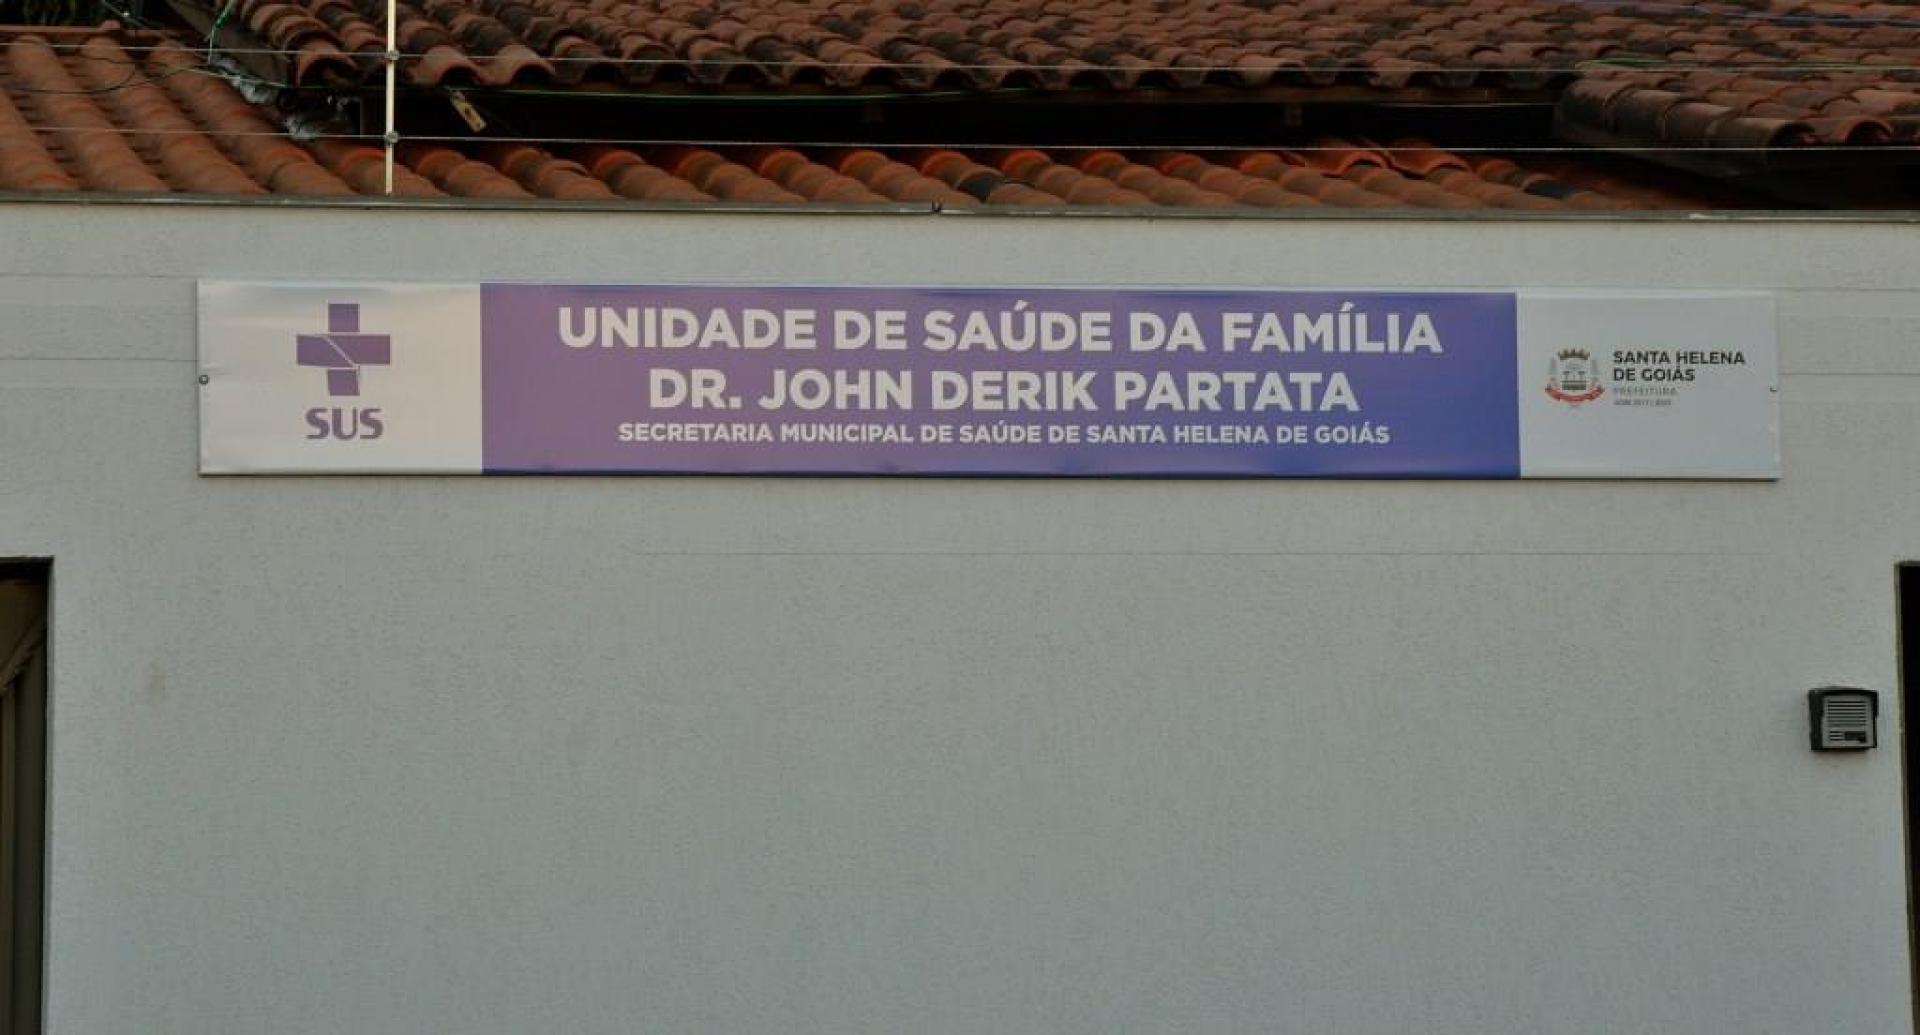 SUS
UNIDADE DE SAÚDE DA FAMÍLIA
DR. JOHN DERIK PARTATA
SECRETARIA MUNICIPAL DE SAÚDE DE SANTA HELENA DE GOIÁS
SANTA HELENA
DE GOIÁS
PREFEITURA